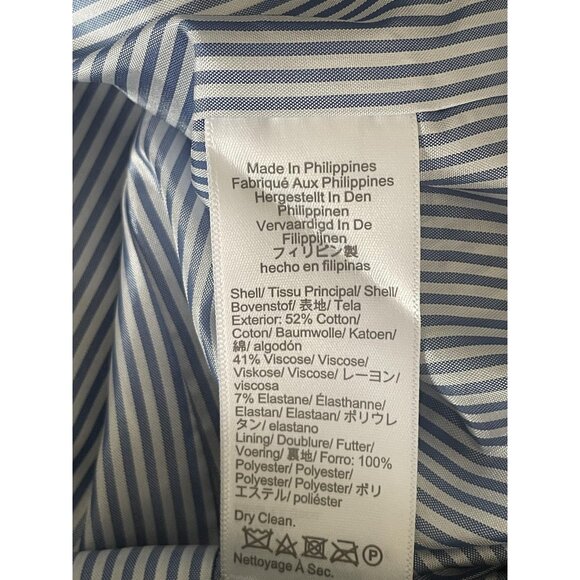 Made In Philippines
Fabriqué Aux Philippines
Hergestellt In Den
Philippinen
Vervaardigd In De
Filippijnen
フィリピン製
hecho en filipinas
Shell/ Tissu Principal/ Shell/
Bovenstof/ 表地/ Tela
Exterior: 52% Cotton/
Coton/ Baumwolle/ Katoen/
綿/ algodón
41% Viscose/ Viscose/
Viskose/ Viscose/ レーヨン/
viscosa
7% Elastane/ Élasthanne/
Elastan/ Elastaan/ ポリウレ
タン/ elastano
Lining/ Doublure/ Futter/
Voering/ 裏地/ Forro: 100%
Polyester/ Polyester/
Polyester/ Polyester/ ポリ
エステル/ poliéster
Dry Clean.
P
Nettoyage À Sec.